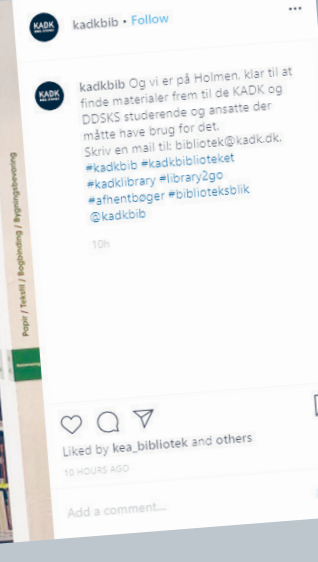 kadkbib • Follow
KADK
KADK
kadkbib Og vi er på Holmen, klar til at
finde materialer frem til de KADK og
DDSKS studerende og ansatte der
måtte have brug for det.
Skriv en mail til: bibliotek@kadk.dk.
#kadkbib #kadkbiblioteket
#kadklibrary #library2go
#afhentbøger #biblioteksblik
@kadkbib
10h
Papir / Tekstil / Bogbinding / Bygningsbevaring
Liked by kea_bibliotek and others
10 HOURS AGO
Add a comment...